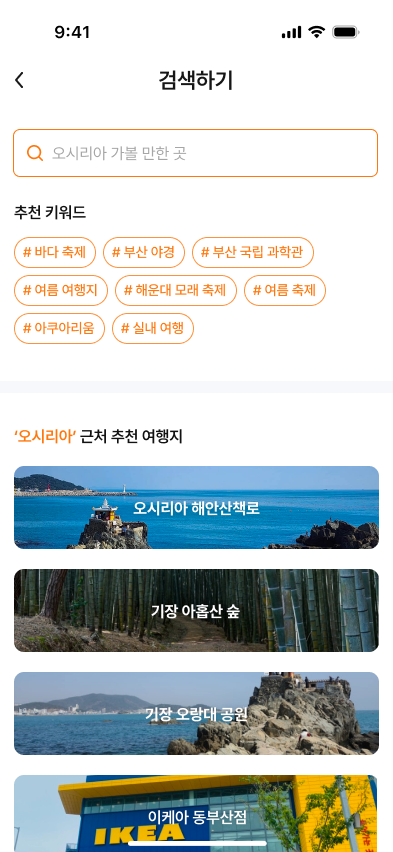 9:41
검색하기
오시리아 가볼 만한 곳
추천 키워드
# 바다 축제 # 부산 야경 # 부산 국립 과학관
# 여름 여행지 # 해운대 모래 축제 # 여름 축제
# 아쿠아리움 # 실내 여행
‘오시리아’ 근처 추천 여행지
오시리아 해안산책로
기장 아홉산 숲
기장 오랑대 공원
이케아 동부산점
IKEA